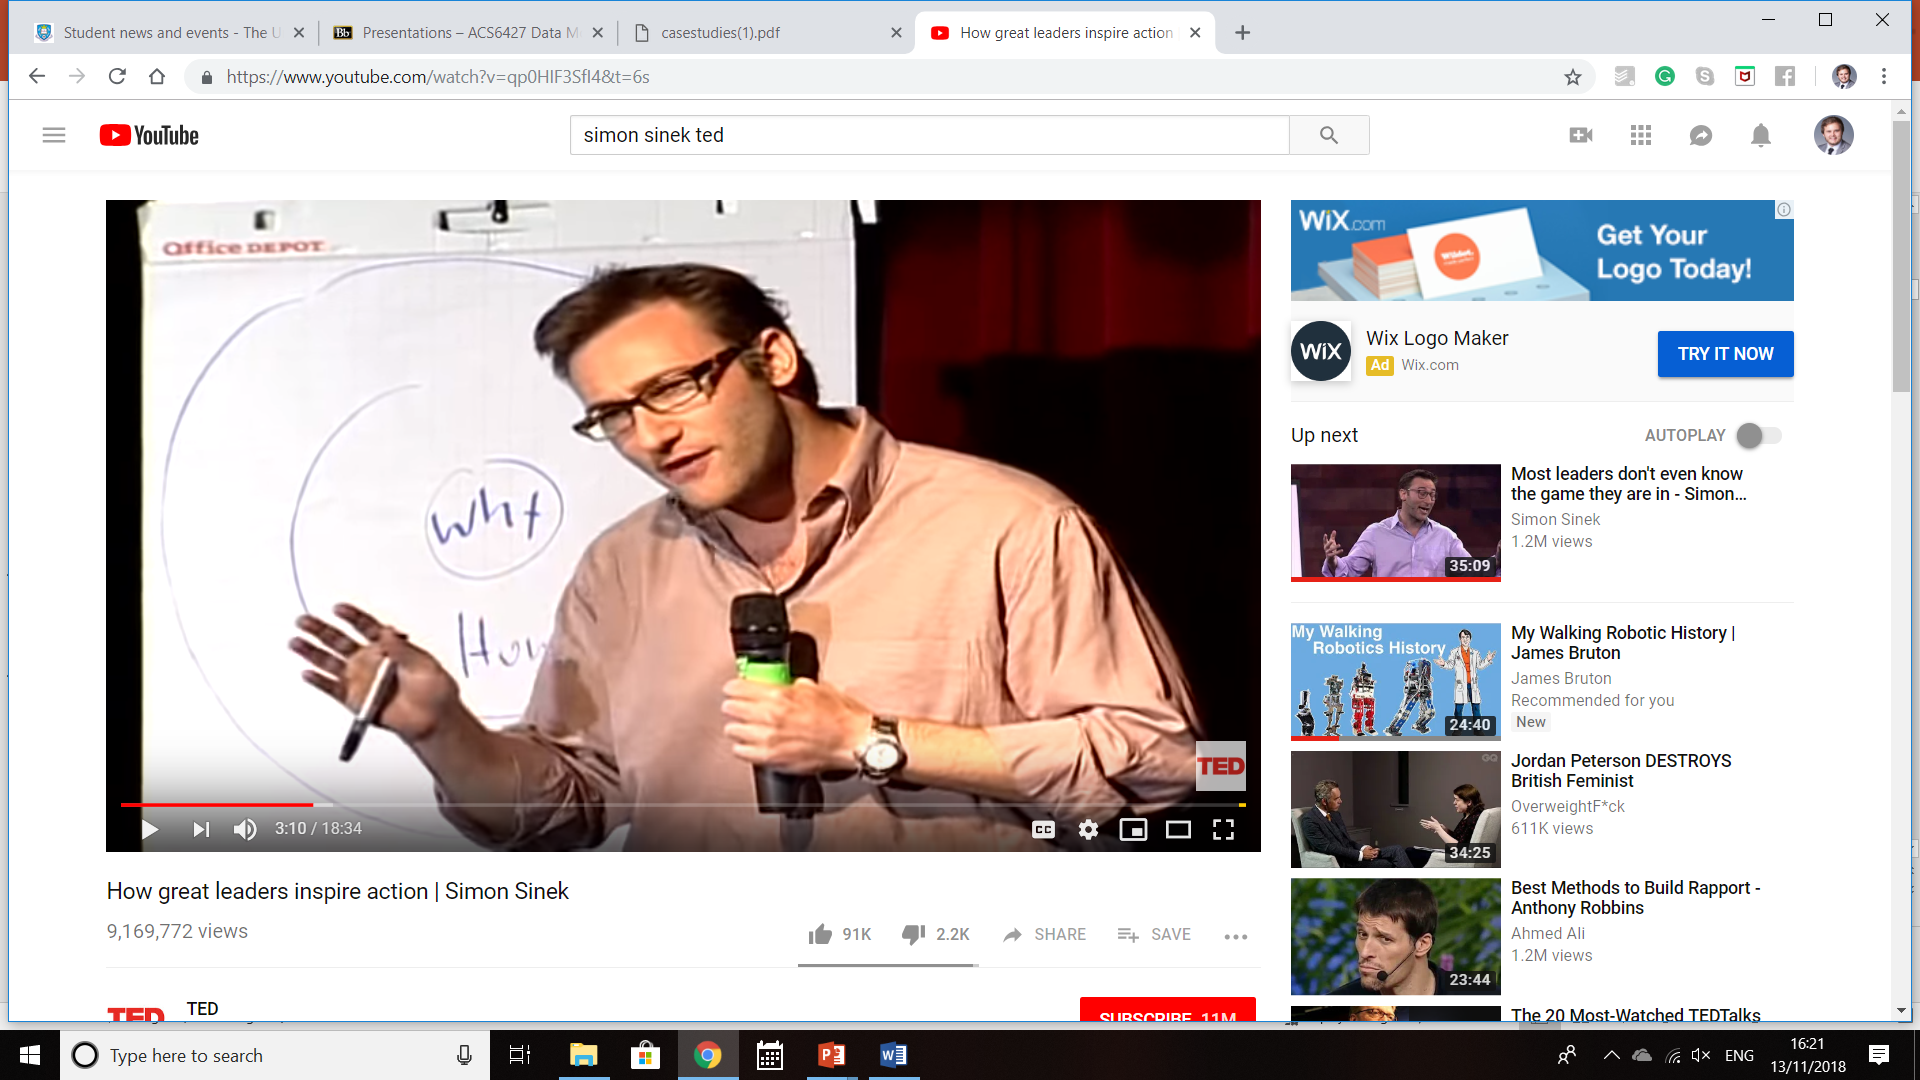 Student news and events - The U
Bb Presentations – ACS6427 Data M
casestudies(1).pdf
How great leaders inspire action
https://www.youtube.com/watch?v=qp0HIF3SfI4&t=6s
YouTube
simon sinek ted
Office DEPOT
Why
How
TED
3:10 / 18:34
CC
How great leaders inspire action | Simon Sinek
9,169,772 views
91K
2.2K
SHARE
SAVE
TED
TED
SUBSCRIBE 11M
WiX.com
Get Your
Logo Today!
WiX
Wix Logo Maker
Ad Wix.com
TRY IT NOW
Up next
AUTOPLAY
35:09
Most leaders don't even know
the game they are in - Simon...
Simon Sinek
1.2M views
My Walking
Robotics History
24:40
My Walking Robotic History |
James Bruton
James Bruton
Recommended for you
New
GQ
34:25
Jordan Peterson DESTROYS
British Feminist
OverweightF*ck
611K views
23:44
Best Methods to Build Rapport -
Anthony Robbins
Ahmed Ali
1.2M views
The 20 Most-Watched TEDTalks
Type here to search
ENG
16:21
13/11/2018